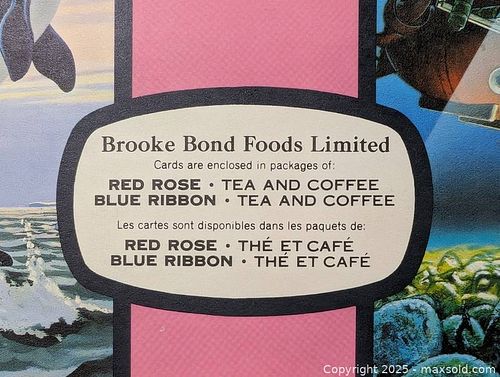 Brooke Bond Foods Limited
Cards are enclosed in packages of:
RED ROSE • TEA AND COFFEE
BLUE RIBBON • TEA AND COFFEE
Les cartes sont disponibles dans les paquets de:
RED ROSE • THÉ ET CAFÉ
BLUE RIBBON • THÉ ET CAFÉ
Copyright 2025 - maxsold.com